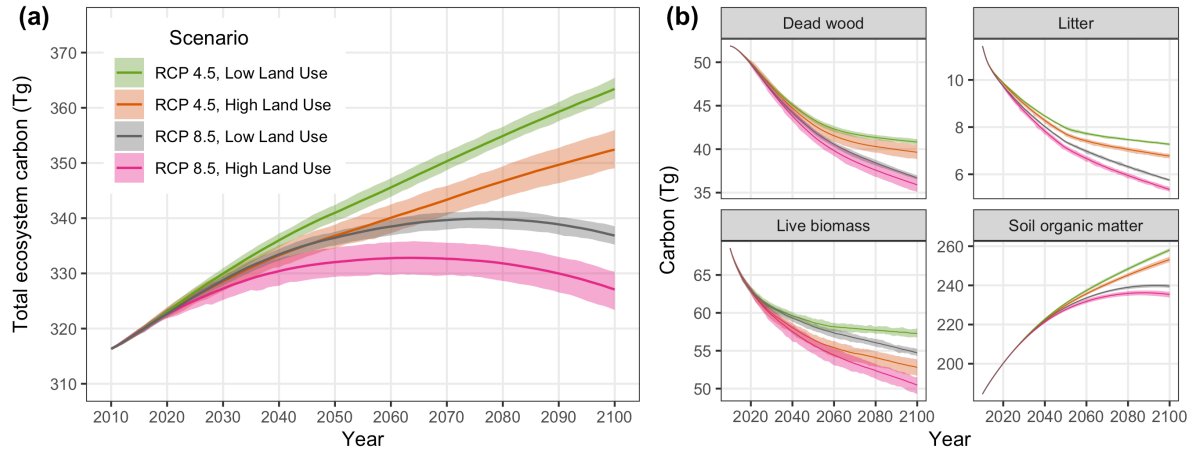 (a)
Total ecosystem carbon (Tg)
370
360
350
340
330
320
310
Scenario
RCP 4.5, Low Land Use
RCP 4.5, High Land Use
RCP 8.5, Low Land Use
RCP 8.5, High Land Use
2010 2020 2030 2040 2050 2060 2070 2080 2090 2100
Year
(b)
Carbon (Tg)
Dead wood
50
45
40
35
Litter
10
8
6
Live biomass
65
60
55
50
2020 2040 2060 2080 2100
Soil organic matter
260
240
220
200
2020 2040 2060 2080 2100
Year